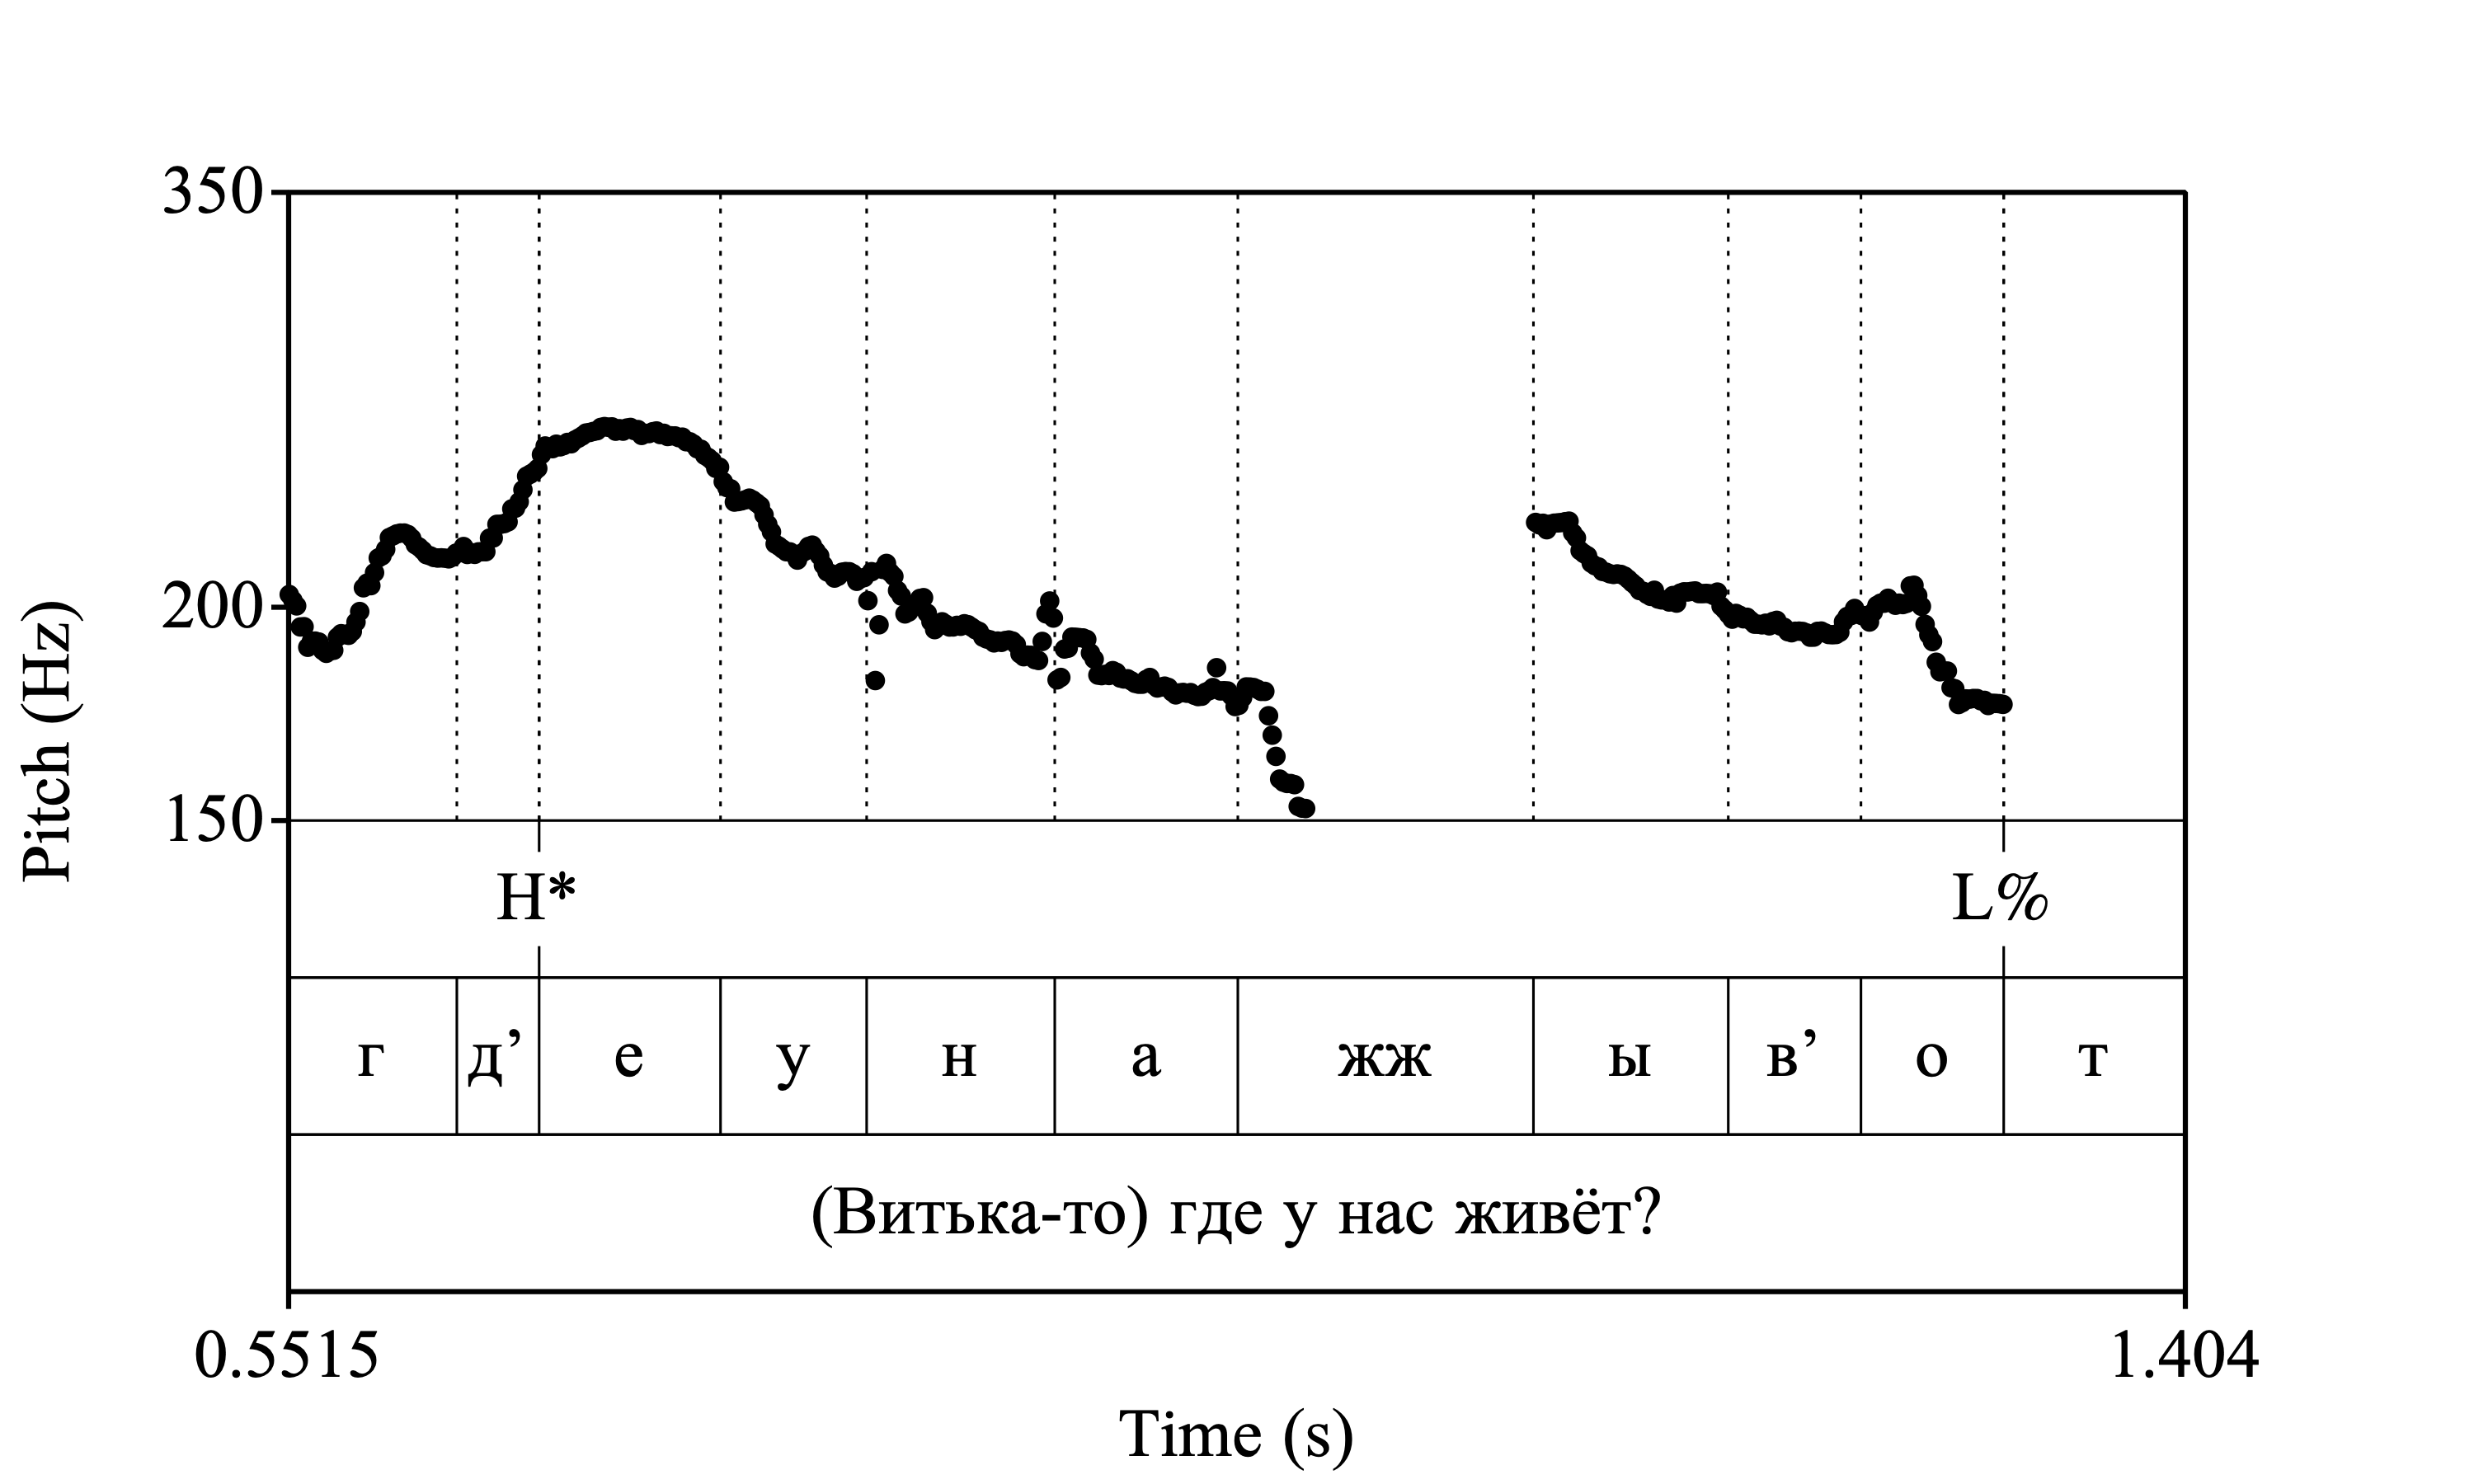 350
200
150
Pitch (Hz)
H* L%
г д’ е у н а жж ы в’ о т
(Витька-то) где у нас живёт?
0.5515 1.404
Time (s)